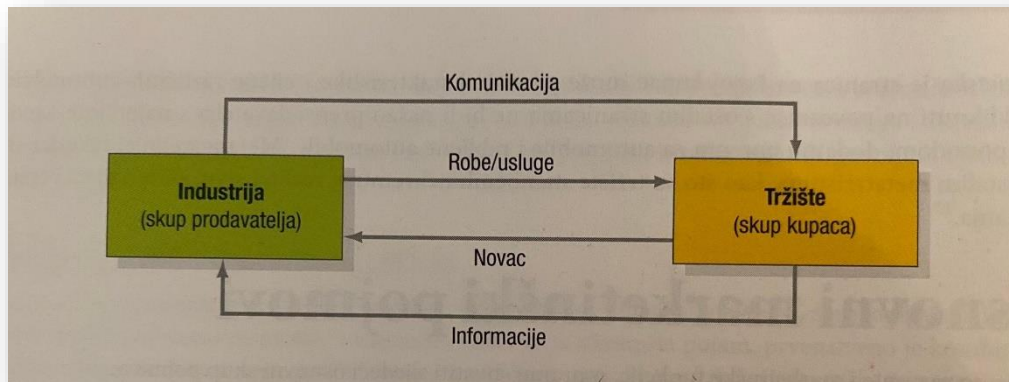 Komunikacija
Robe/usluge
Industrija
(skup prodavatelja)
Tržište
(skup kupaca)
Novac
Informacije